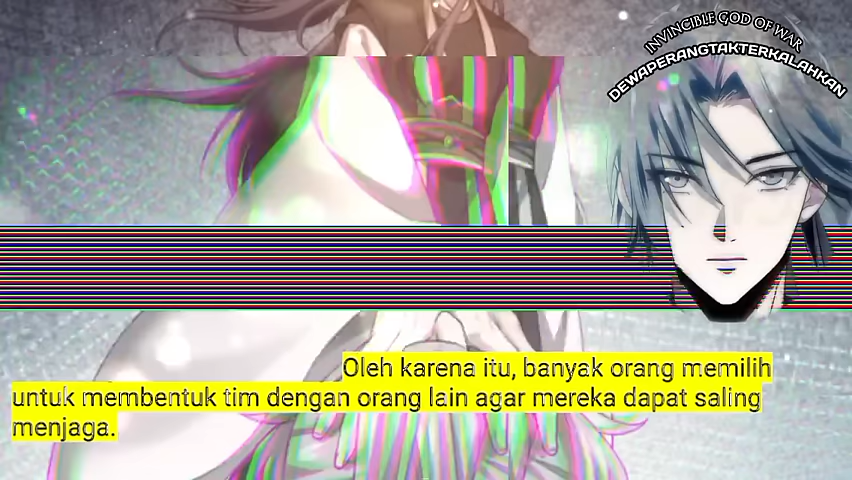 INVINCIBLE GOD OF WAR
DEWAPERANGTAKTERKALAHKAN
Oleh karena itu, banyak orang memilih
untuk membentuk tim dengan orang lain agar mereka dapat saling
menjaga.